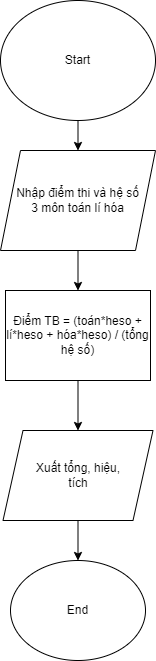 Start
Nhập điểm thi và hệ số
3 môn toán lí hóa
Điểm TB = (toán*heso +
lí*heso + hóa*heso) / (tổng
hệ số)
Xuất tổng, hiệu,
tích
End